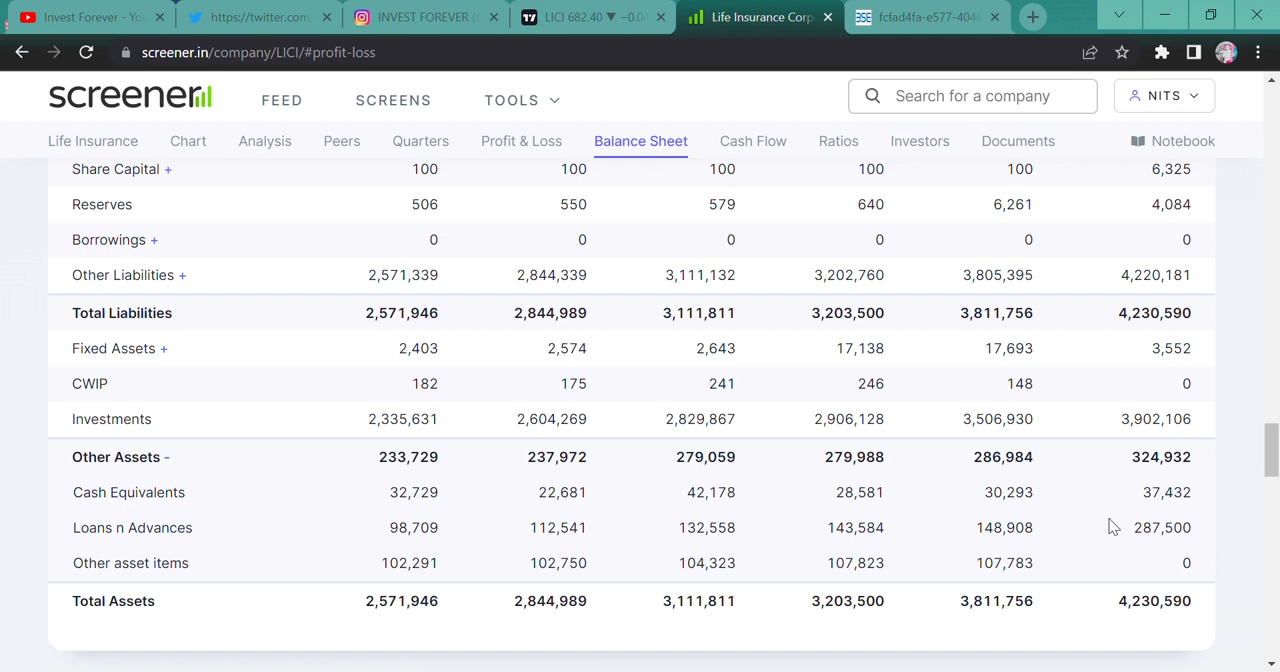 Invest Forever - Yo
https://twitter.com
INVEST FOREVER (
LICI 682.40 ▼ −0.0
Life Insurance Corp
BSE fcfad4fa-e577-404
screener.in/company/LICI/#profit-loss
screener FEED SCREENS TOOLS Search for a company NITS
Life Insurance Chart Analysis Peers Quarters Profit & Loss Balance Sheet Cash Flow Ratios Investors Documents Notebook
Share Capital + 100 100 100 100 100 6,325
Reserves 506 550 579 640 6,261 4,084
Borrowings + 0 0 0 0 0 0
Other Liabilities + 2,571,339 2,844,339 3,111,132 3,202,760 3,805,395 4,220,181
Total Liabilities 2,571,946 2,844,989 3,111,811 3,203,500 3,811,756 4,230,590
Fixed Assets + 2,403 2,574 2,643 17,138 17,693 3,552
CWIP 182 175 241 246 148 0
Investments 2,335,631 2,604,269 2,829,867 2,906,128 3,506,930 3,902,106
Other Assets - 233,729 237,972 279,059 279,988 286,984 324,932
Cash Equivalents 32,729 22,681 42,178 28,581 30,293 37,432
Loans n Advances 98,709 112,541 132,558 143,584 148,908 287,500
Other asset items 102,291 102,750 104,323 107,823 107,783 0
Total Assets 2,571,946 2,844,989 3,111,811 3,203,500 3,811,756 4,230,590